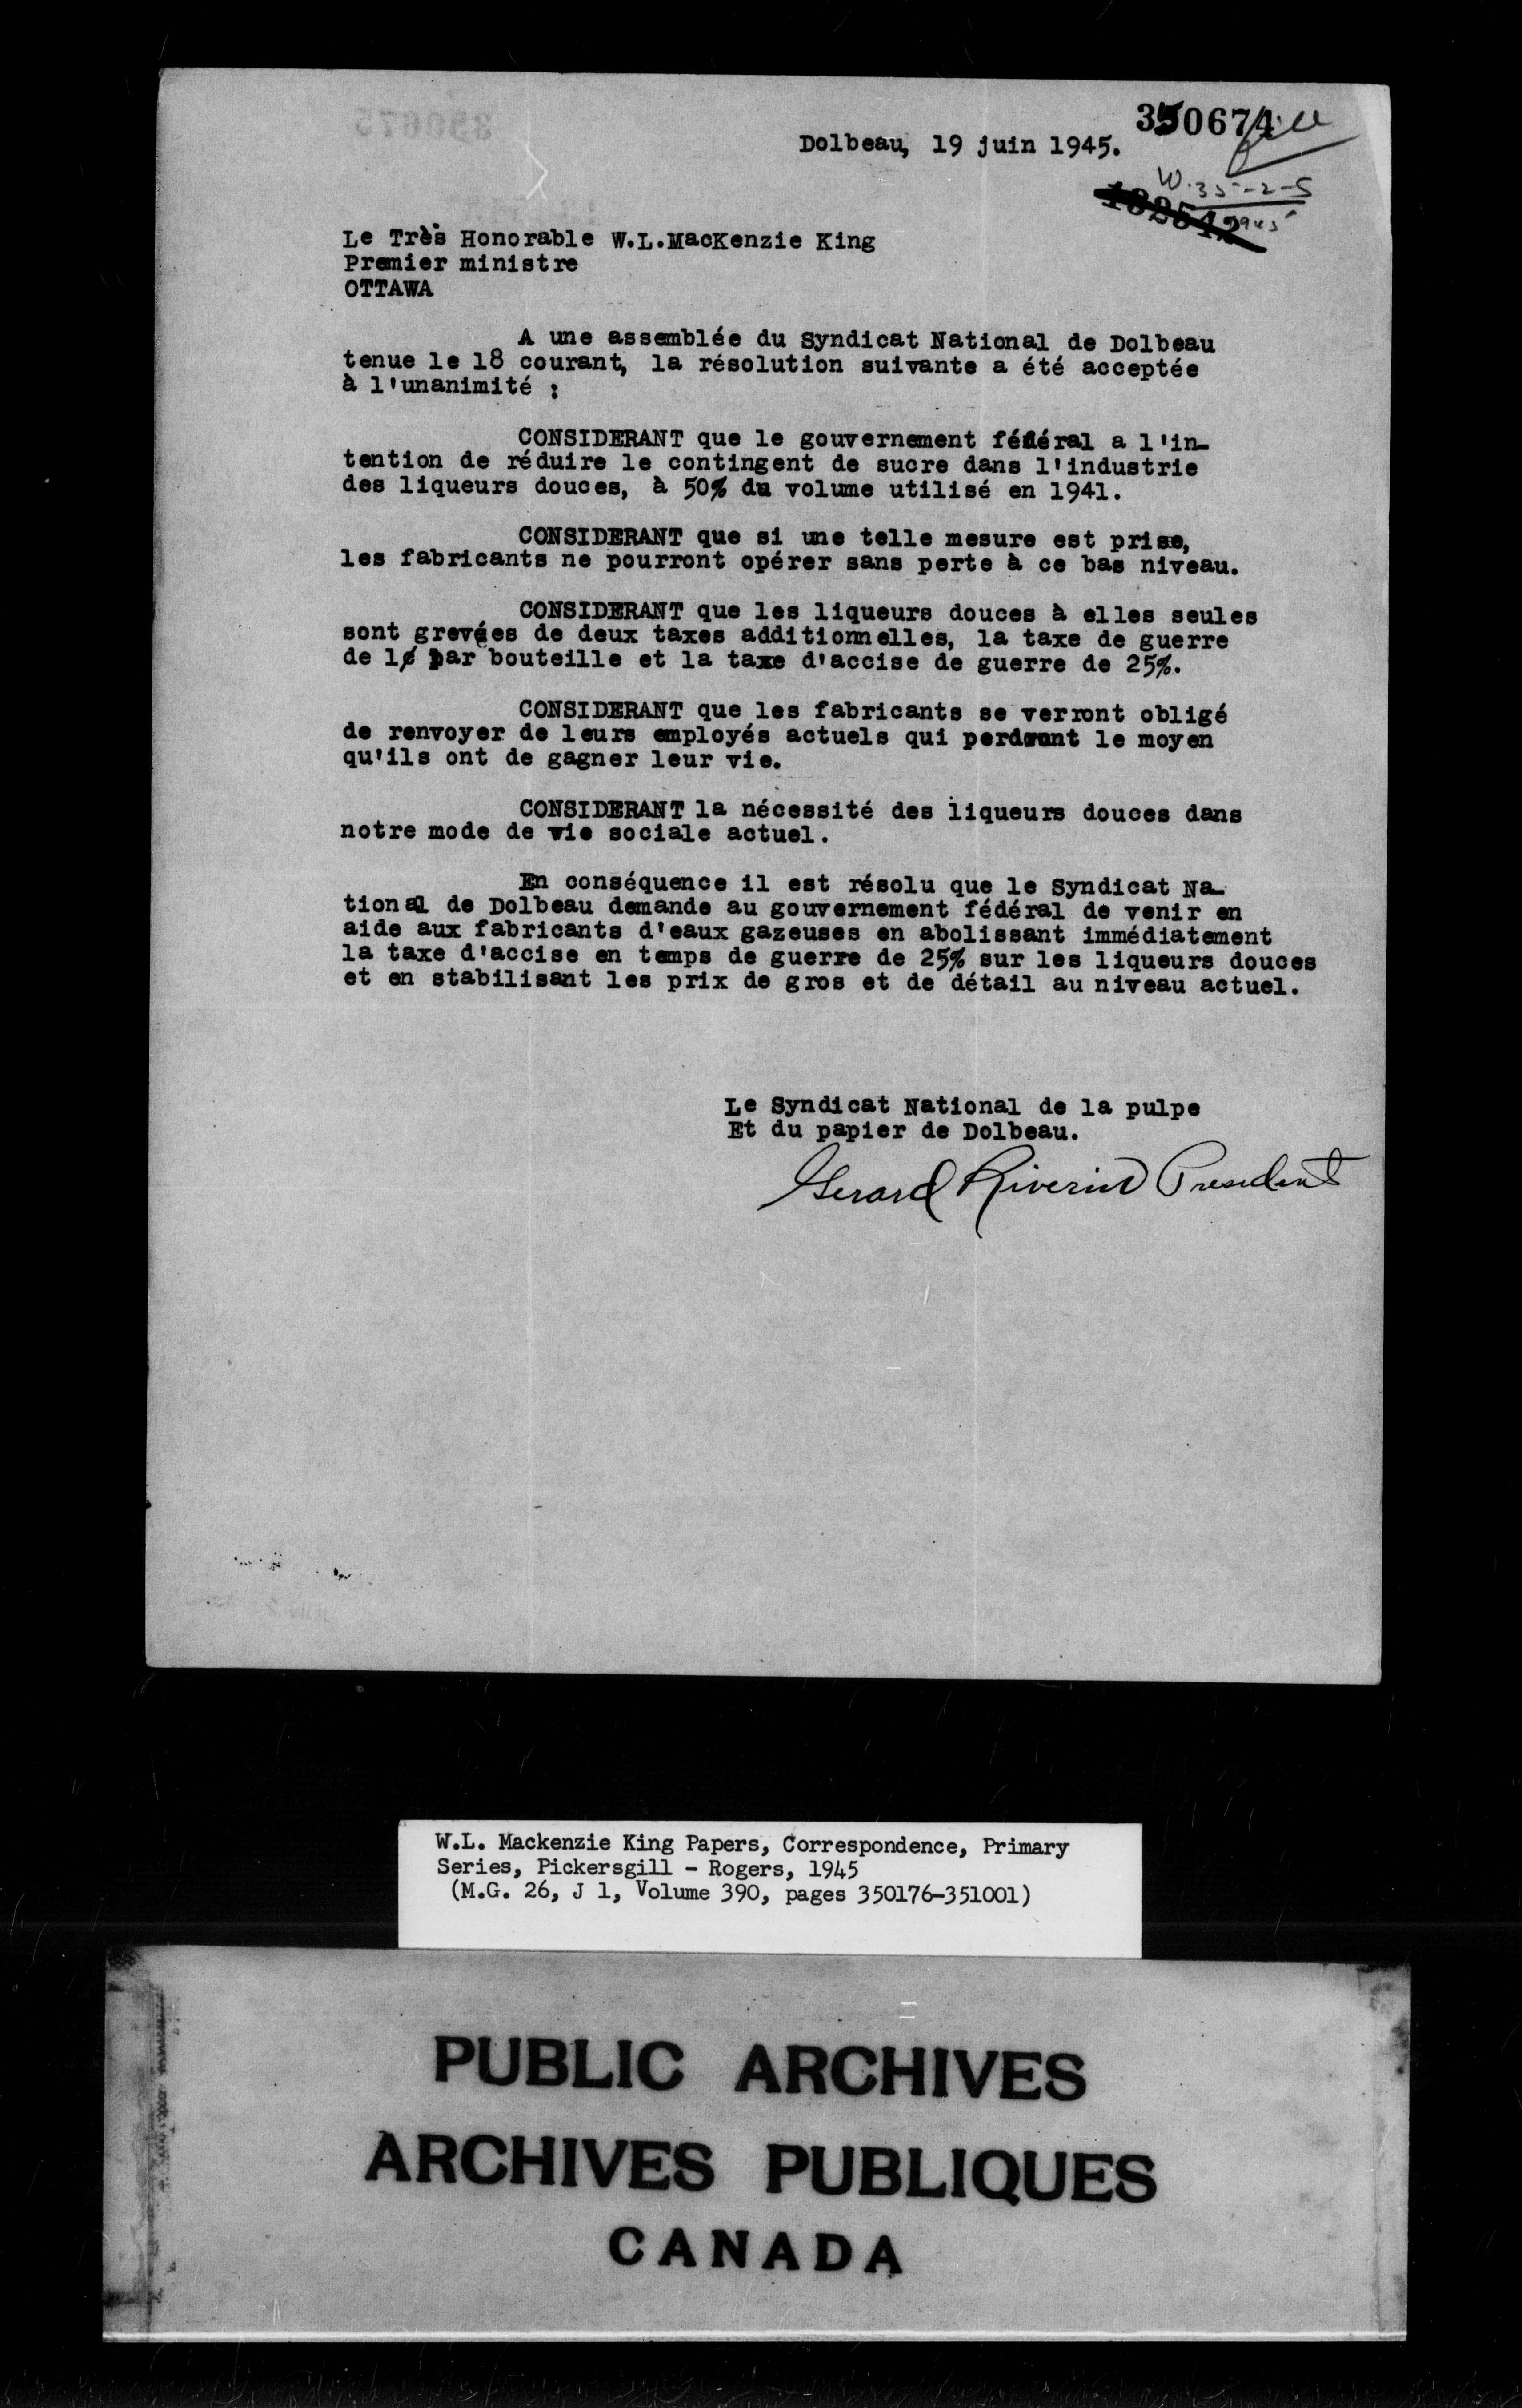 350674
file
Dolbeau, 19 juin 1945.
W.35-2-5
1945
Le Très Honorable W.L.MacKenzie King
Premier ministre
OTTAWA
A une assemblée du Syndicat National de Dolbeau
tenue le 18 courant, la résolution suivante a été acceptée
à l'unanimité :
CONSIDERANT que le gouvernement fédéral a l'in-
tention de réduire le contingent de sucre dans l'industrie
des liqueurs douces, à 50% du volume utilisé en 1941.
CONSIDERANT que si une telle mesure est prise,
les fabricants ne pourront opérer sans perte à ce bas niveau.
CONSIDERANT que les liqueurs douces à elles seules
sont grevées de deux taxes additionnelles, la taxe de guerre
de 1¢ par bouteille et la taxe d'accise de guerre de 25%.
CONSIDERANT que les fabricants se verront obligé
de renvoyer de leurs employés actuels qui perdront le moyen
qu'ils ont de gagner leur vie.
CONSIDERANT la nécessité des liqueurs douces dans
notre mode de vie sociale actuel.
En conséquence il est résolu que le Syndicat Na-
tional de Dolbeau demande au gouvernement fédéral de venir en
aide aux fabricants d'eaux gazeuses en abolissant immédiatement
la taxe d'accise en temps de guerre de 25% sur les liqueurs douces
et en stabilisant les prix de gros et de détail au niveau actuel.
Le Syndicat National de la pulpe
Et du papier de Dolbeau.
Gerard Riverin President
W.L. Mackenzie King Papers, Correspondence, Primary
Series, Pickersgill - Rogers, 1945
(M.G. 26, J 1, Volume 390, pages 350176-351001)
PUBLIC ARCHIVES
ARCHIVES PUBLIQUES
CANADA